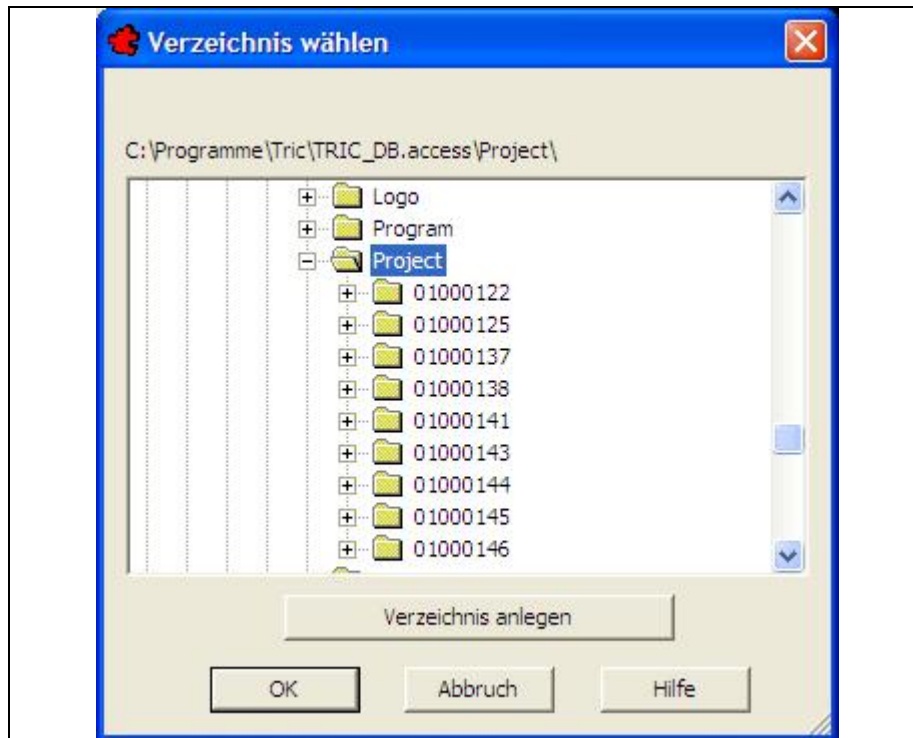 Verzeichnis wählen
C:\Programme\Tric\TRIC_DB.access\Project\
Logo
Program
Project
01000122
01000125
01000137
01000138
01000141
01000143
01000144
01000145
01000146
Verzeichnis anlegen
OK Abbruch Hilfe